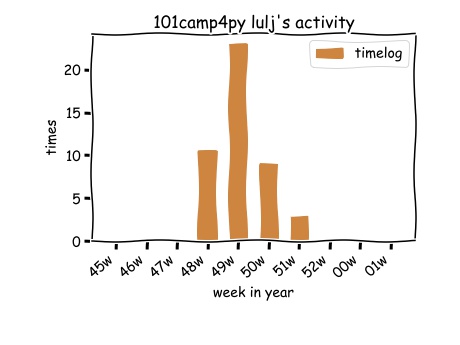 101camp4py lulj's activity
timelog
times
20
15
10
5
0
45w 46w 47w 48w 49w 50w 51w 52w 00w 01w
week in year